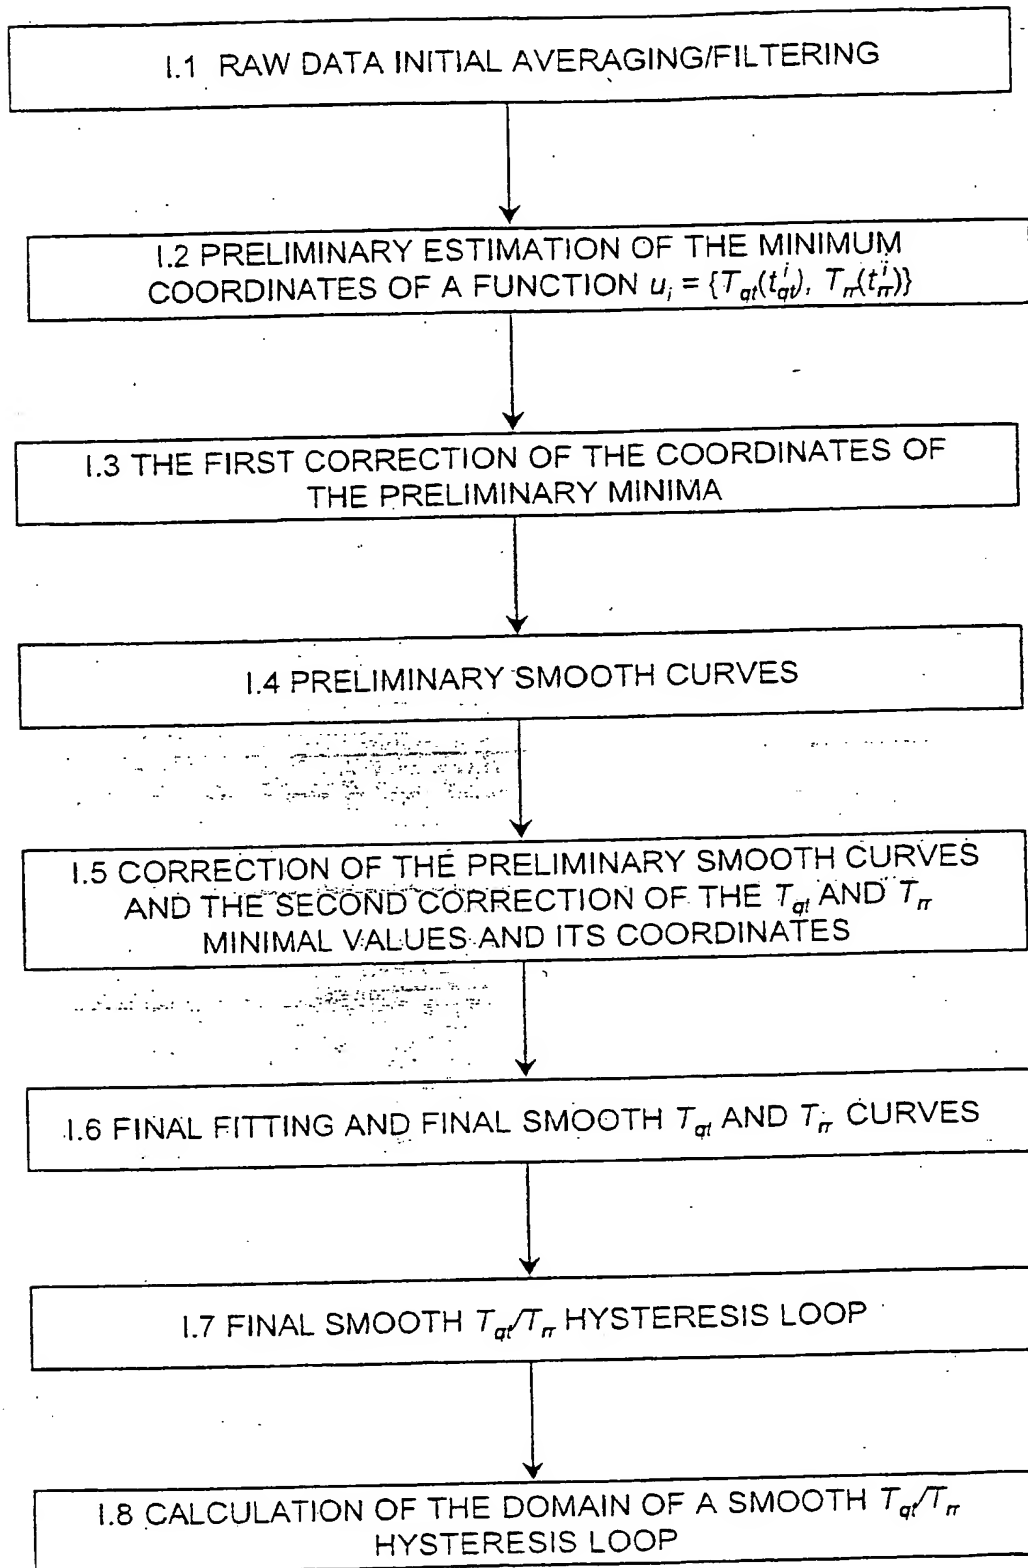 I.1 RAW DATA INITIAL AVERAGING/FILTERING
I.2 PRELIMINARY ESTIMATION OF THE MINIMUM
COORDINATES OF A FUNCTION u_i = {T_qt(t^i_qt), T_rr(t^i_rr)}
I.3 THE FIRST CORRECTION OF THE COORDINATES OF
THE PRELIMINARY MINIMA
I.4 PRELIMINARY SMOOTH CURVES
I.5 CORRECTION OF THE PRELIMINARY SMOOTH CURVES
AND THE SECOND CORRECTION OF THE T_qt AND T_rr
MINIMAL VALUES AND ITS COORDINATES
I.6 FINAL FITTING AND FINAL SMOOTH T_qt AND T_rr CURVES
I.7 FINAL SMOOTH T_qt/T_rr HYSTERESIS LOOP
I.8 CALCULATION OF THE DOMAIN OF A SMOOTH T_qt/T_rr
HYSTERESIS LOOP